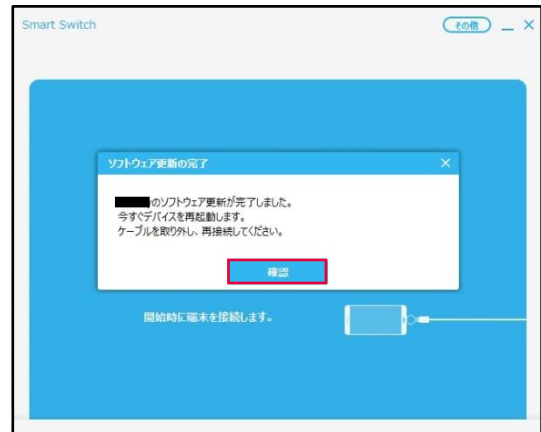 Smart Switch
その他
ソフトウェア更新の完了
のソフトウェア更新が完了しました。
今すぐデバイスを再起動します。
ケーブルを取り外し、再接続してください。
確認
開始時に端末を接続します。